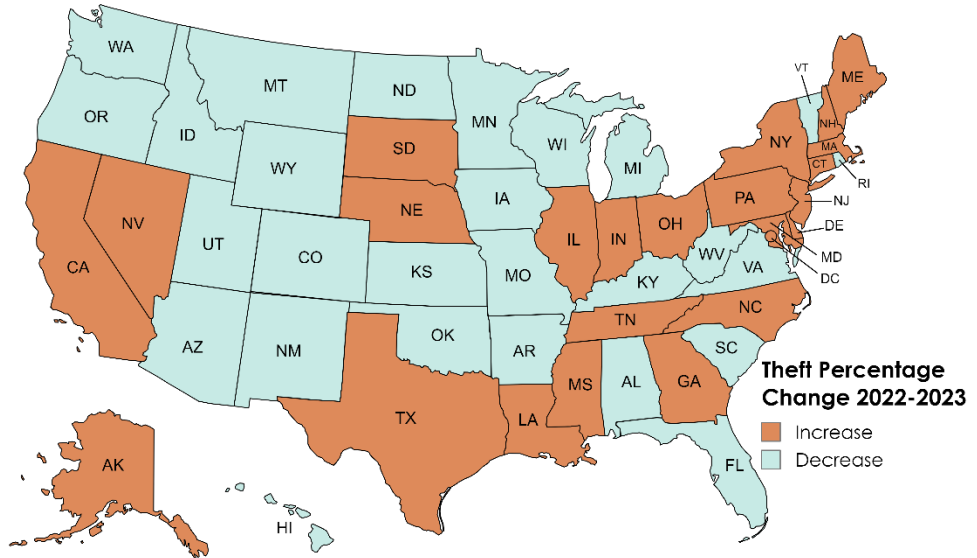 WA
MT
ND
MN
OR
ID
WY
SD
WI
MI
VT
ME
NH
NY
MA
CT
RI
NV
UT
CO
NE
IA
IL
IN
OH
PA
NJ
DE
MD
DC
CA
KS
MO
KY
WV
VA
AZ
NM
OK
AR
TN
NC
SC
TX
LA
MS
AL
GA
FL
AK
HI
Theft Percentage
Change 2022-2023
Increase
Decrease